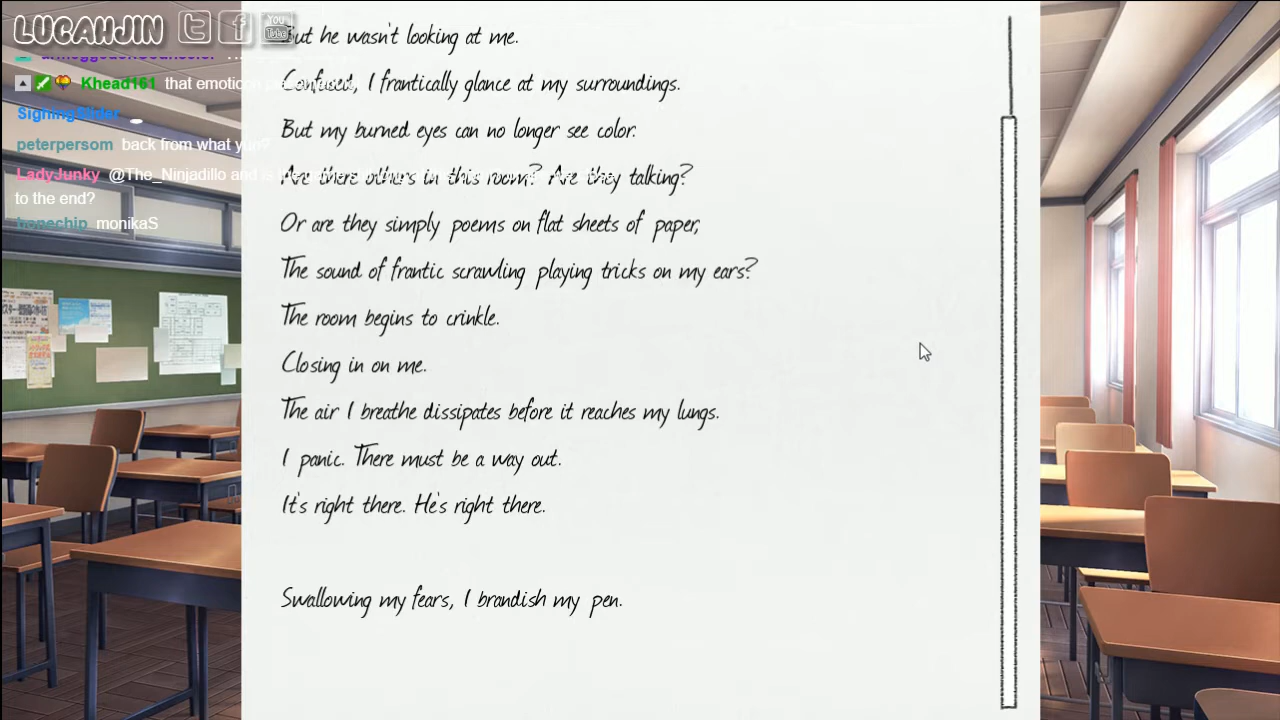 LUCAHJIN
You Tube
But he wasn't looking at me.
Khead161 that emoticon
Confused, I frantically glance at my surroundings.
SigningSlider
But my burned eyes can no longer see color.
peterpersom back from what yuo?
LadyJunky @The_Ninjadillo and is
to the end?
Are there others in this room? Are they talking?
monikaS
Or are they simply poems on flat sheets of paper,
The sound of frantic scrawling playing tricks on my ears?
The room begins to crinkle.
Closing in on me.
The air I breathe dissipates before it reaches my lungs.
I panic. There must be a way out.
It's right there. He's right there.
Swallowing my fears, I brandish my pen.